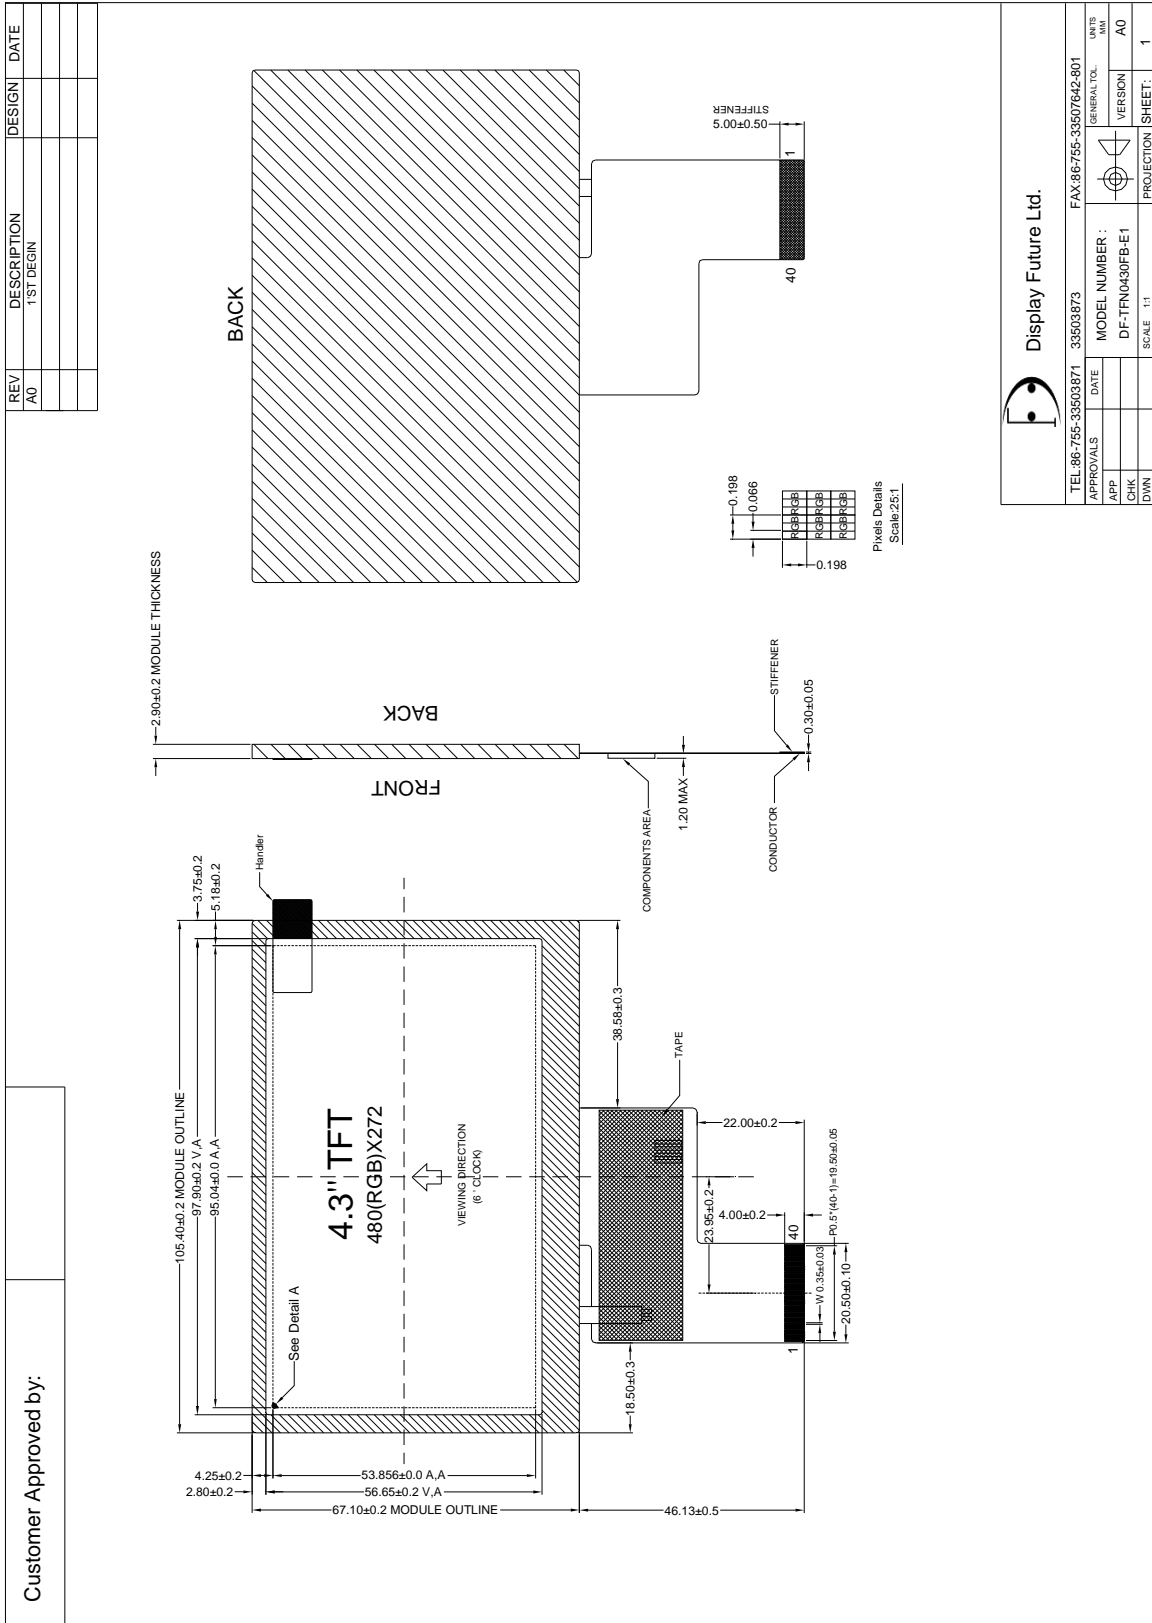 Customer Approved by:
REV DESCRIPTION DESIGN DATE
A0 1'ST DEGIN
105.40±0.2 MODULE OUTLINE
97.90±0.2 V,A
95.04±0.0 A,A
3.75±0.2
5.18±0.2
Handler
See Detail A
4.3" TFT
480(RGB)X272
VIEWING DIRECTION
(6 ' CLOCK)
4.25±0.2
2.80±0.2
53.856±0.0 A,A
56.65±0.2 V,A
67.10±0.2 MODULE OUTLINE
46.13±0.5
18.50±0.3
38.58±0.3
TAPE
22.00±0.2
23.95±0.2
4.00±0.2
1
40
W 0.35±0.03
P0.5*(40-1)=19.50±0.05
20.50±0.10
2.90±0.2 MODULE THICKNESS
FRONT
BACK
COMPONENTS AREA
1.20 MAX
CONDUCTOR
STIFFENER
0.30±0.05
BACK
5.00±0.50
STIFFENER
40
1
0.198
0.066
RGBRGB
RGBRGB
RGBRGB
0.198
Pixels Details
Scale:25:1
Display Future Ltd.
TEL:86-755-33503871 33503873 FAX:86-755-33507642-801
APPROVALS DATE
APP
CHK
DWN
MODEL NUMBER :
DF-TFN0430FB-E1
SCALE 1:1
PROJECTION
GENERAL TOL.
UNITS
MM
VERSION A0
SHEET: 1